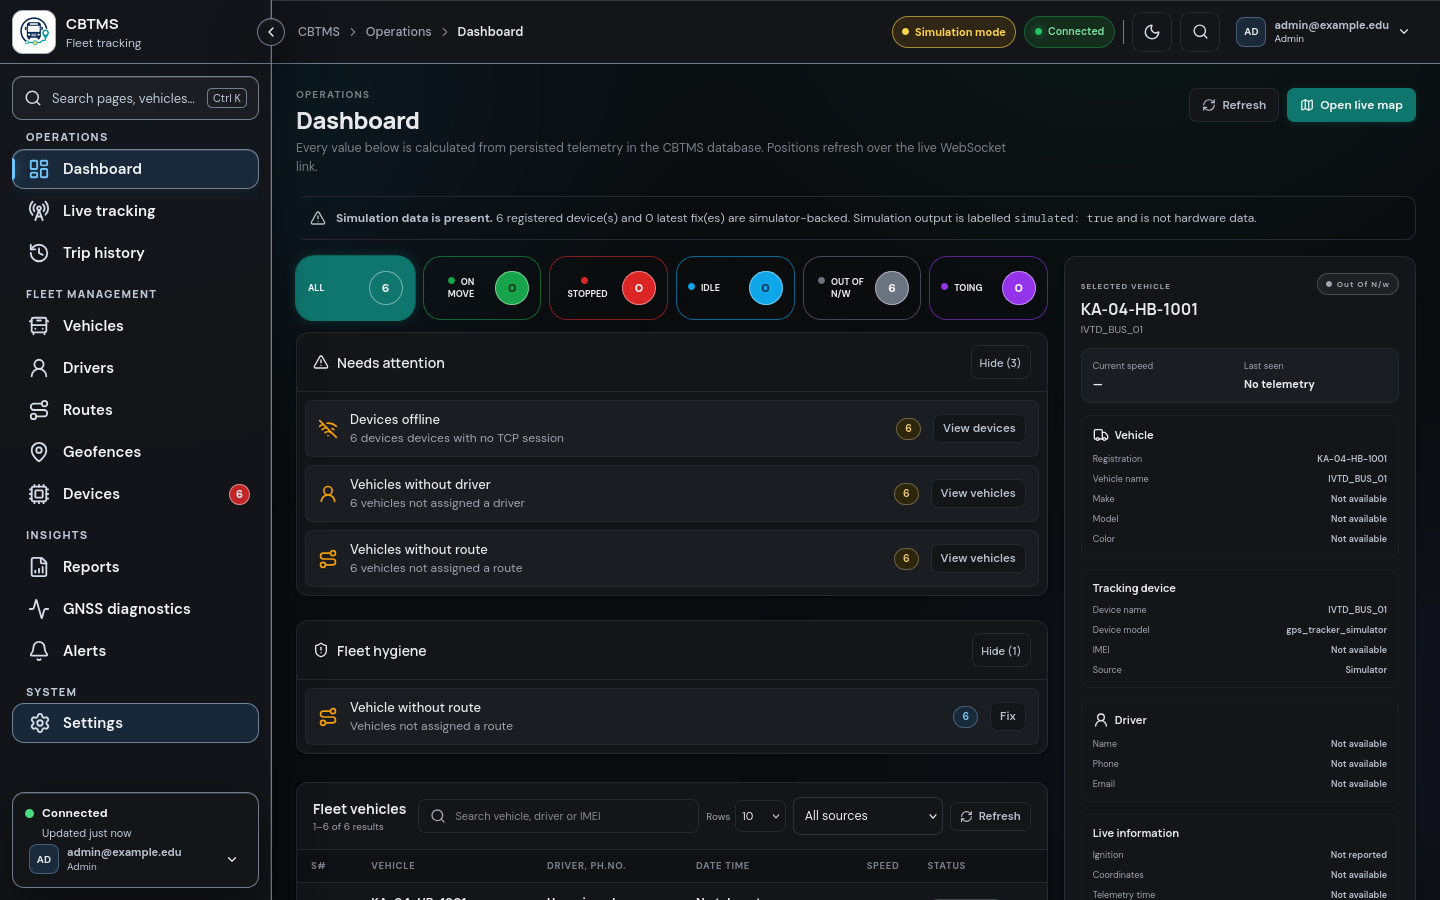 CBTMS
Fleet tracking
CBTMS > Operations > Dashboard
Simulation mode
Connected
AD
admin@example.edu
Admin
Search pages, vehicles...
Ctrl K
OPERATIONS
Dashboard
Live tracking
Trip history
FLEET MANAGEMENT
Vehicles
Drivers
Routes
Geofences
Devices
6
INSIGHTS
Reports
GNSS diagnostics
Alerts
SYSTEM
Settings
Connected
Updated just now
AD
admin@example.edu
Admin
OPERATIONS
Dashboard
Every value below is calculated from persisted telemetry in the CBTMS database. Positions refresh over the live WebSocket
link.
Refresh
Open live map
Simulation data is present. 6 registered device(s) and 0 latest fix(es) are simulator-backed. Simulation output is labelled simulated: true and is not hardware data.
ALL
6
ON
MOVE
0
STOPPED
0
IDLE
0
OUT OF
N/W
6
TOING
0
Needs attention
Hide (3)
Devices offline
6 devices devices with no TCP session
6
View devices
Vehicles without driver
6 vehicles not assigned a driver
6
View vehicles
Vehicles without route
6 vehicles not assigned a route
6
View vehicles
Fleet hygiene
Hide (1)
Vehicle without route
Vehicles not assigned a route
6
Fix
Fleet vehicles
1–6 of 6 results
Search vehicle, driver or IMEI
Rows
10
All sources
Refresh
S#
VEHICLE
DRIVER, PH.NO.
DATE TIME
SPEED
STATUS
SELECTED VEHICLE
Out Of N/w
KA-04-HB-1001
IVTD_BUS_01
Current speed
—
Last seen
No telemetry
Vehicle
Registration KA-04-HB-1001
Vehicle name IVTD_BUS_01
Make Not available
Model Not available
Color Not available
Tracking device
Device name IVTD_BUS_01
Device model gps_tracker_simulator
IMEI Not available
Source Simulator
Driver
Name Not available
Phone Not available
Email Not available
Live information
Ignition Not reported
Coordinates Not available
Telemetry time Not available